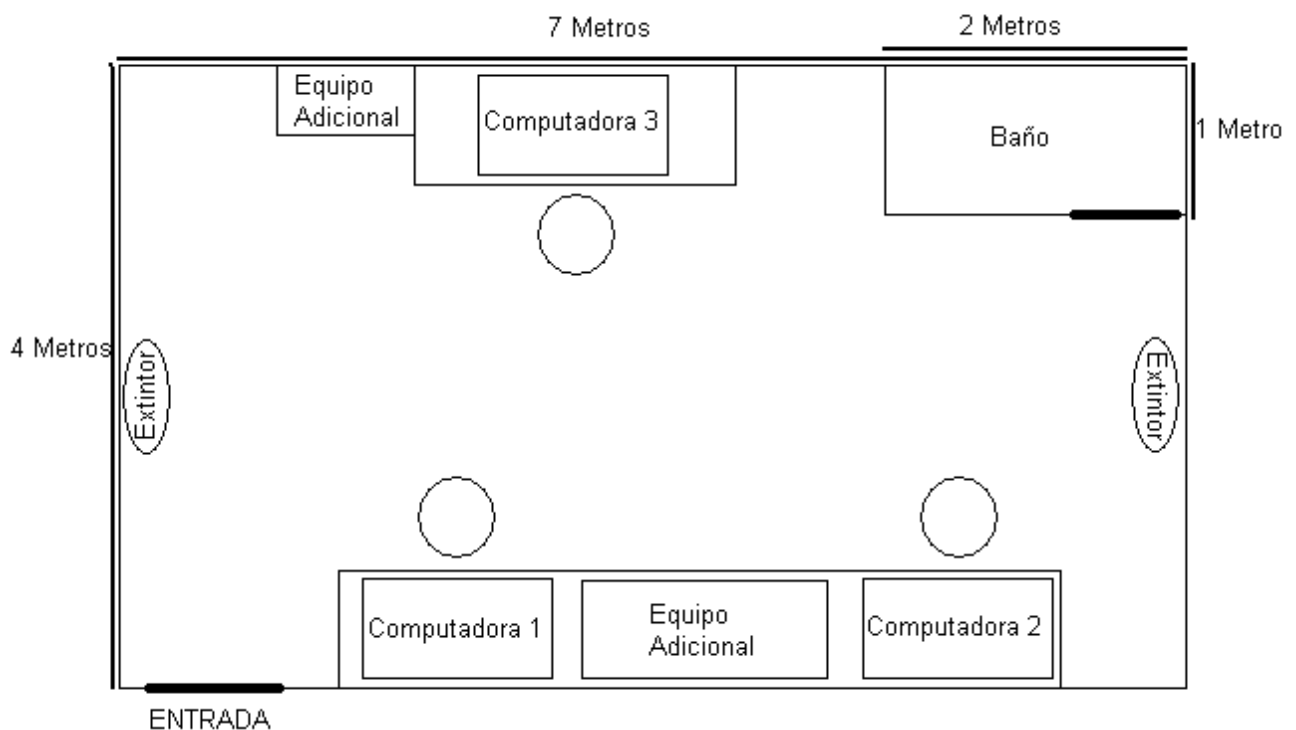 7 Metros
2 Metros
Equipo
Adicional
Computadora 3
Baño
1 Metro
4 Metros
Extintor
Extintor
Computadora 1
Equipo
Adicional
Computadora 2
ENTRADA